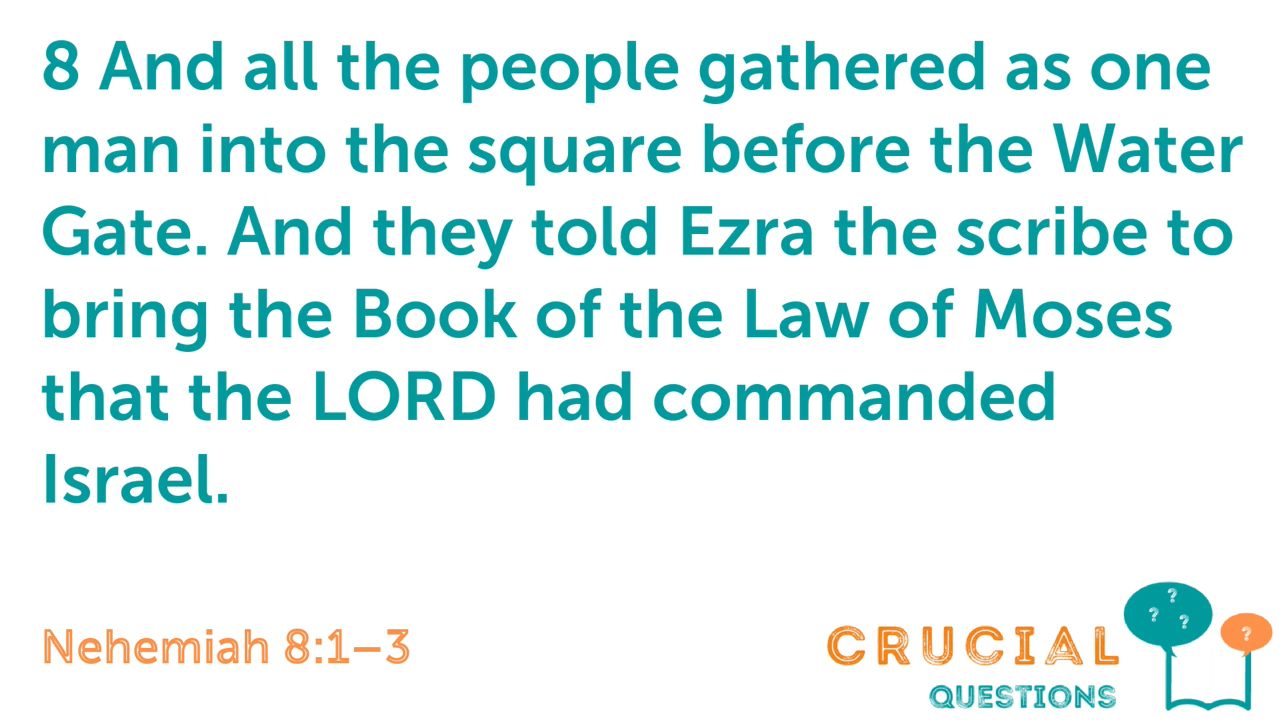 8 And all the people gathered as one
man into the square before the Water
Gate. And they told Ezra the scribe to
bring the Book of the Law of Moses
that the LORD had commanded
Israel.
Nehemiah 8:1–3
CRUCIAL
QUESTIONS
? ? ? ?